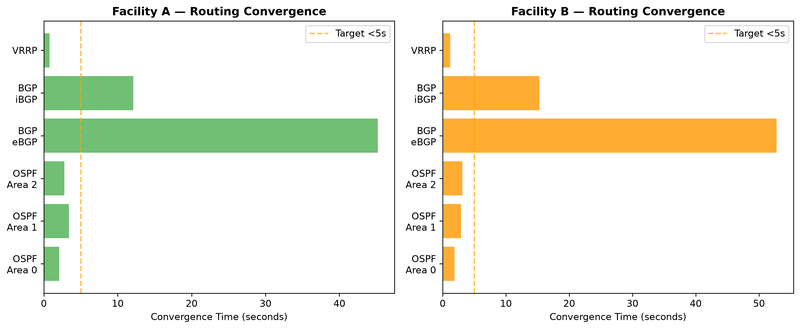 Facility A — Routing Convergence
Target <5s
VRRP
BGP
iBGP
BGP
eBGP
OSPF
Area 2
OSPF
Area 1
OSPF
Area 0
0
10
20
30
40
Convergence Time (seconds)
Facility B — Routing Convergence
Target <5s
VRRP
BGP
iBGP
BGP
eBGP
OSPF
Area 2
OSPF
Area 1
OSPF
Area 0
0
10
20
30
40
50
Convergence Time (seconds)